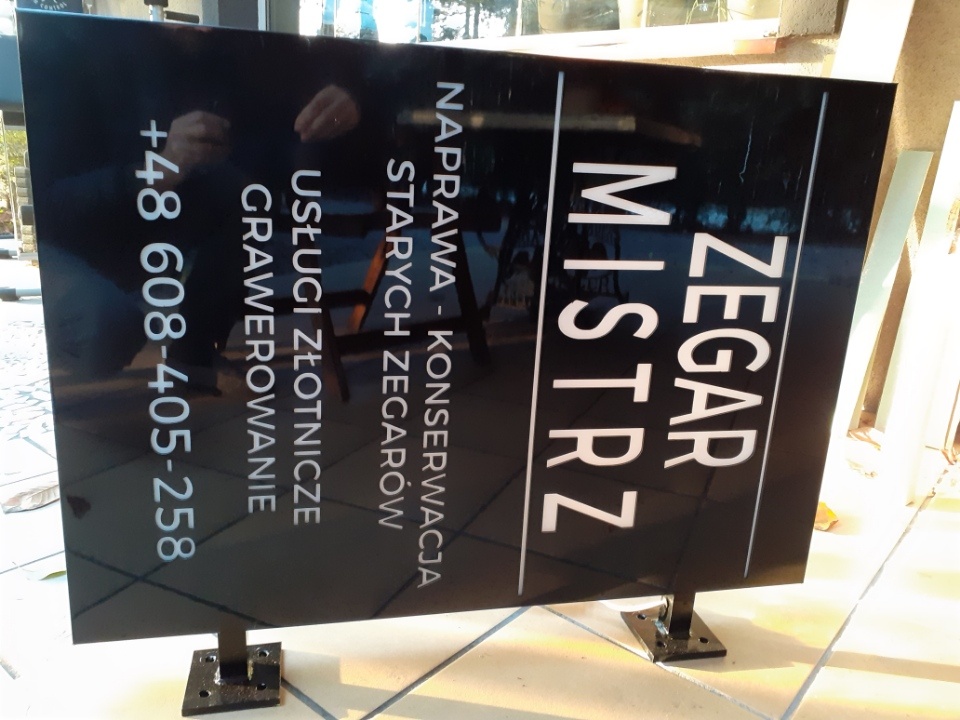 ZEGAR
MISTRZ
NAPRAWA - KONSERWACJA
STARYCH ZEGARÓW
USŁUGI ZŁOTNICZE
GRAWEROWANIE
+48 608-405-258